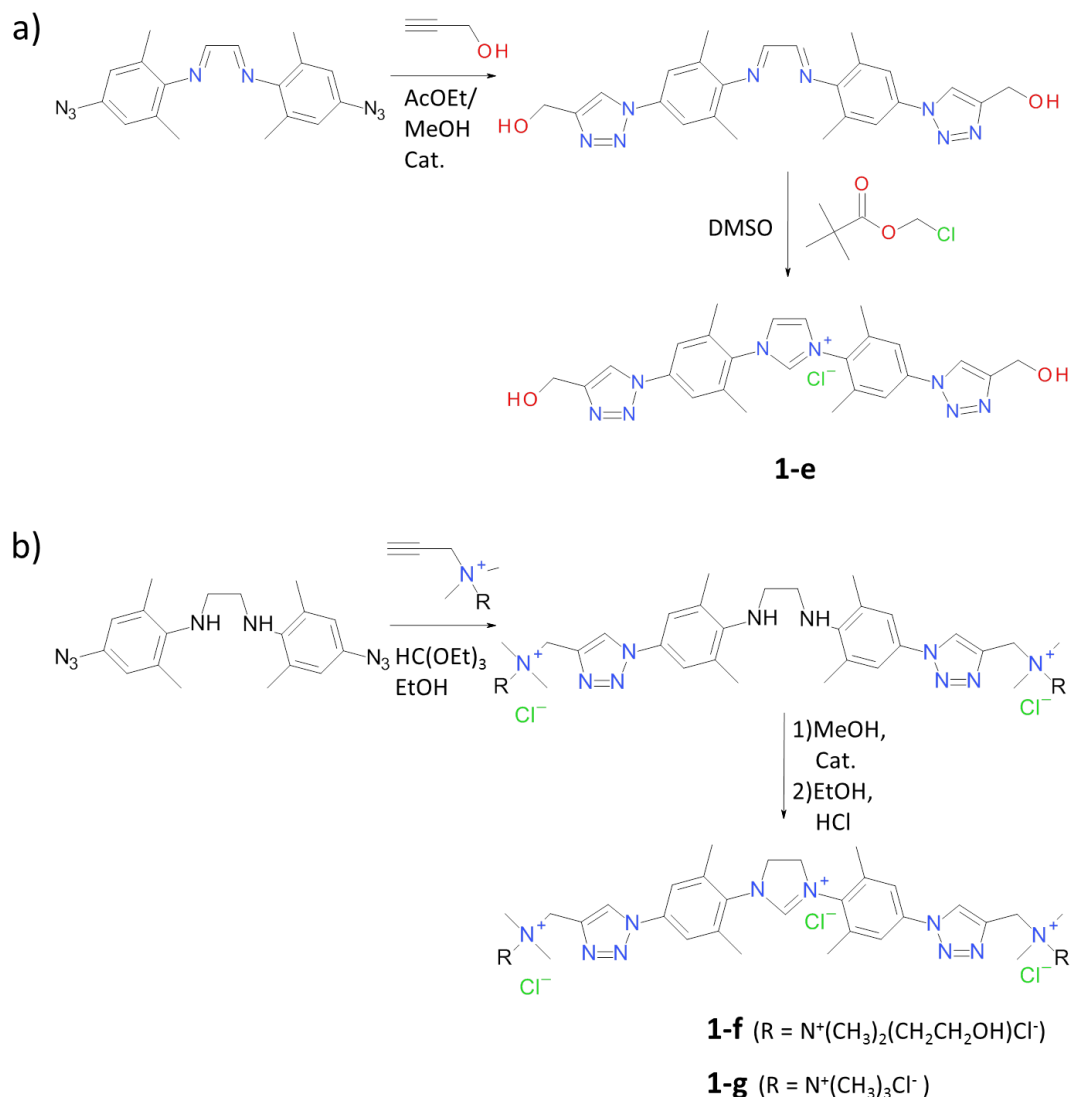 a)
OH
N₃
N
N
N₃
AcOEt/
MeOH
Cat.
HO
N
N
N
N
N
N
N
N
OH
DMSO
O
O
Cl
HO
N
N
N
N
N⁺
Cl⁻
N
N
N
OH
1-e
b)
N⁺
R
N₃
NH
NH
N₃
HC(OEt)₃
EtOH
N⁺
R
Cl⁻
N
N
N
NH
NH
N
N
N
N⁺
R
Cl⁻
1)MeOH,
Cat.
2)EtOH,
HCl
N⁺
R
Cl⁻
N
N
N
N
N⁺
Cl⁻
N
N
N
N⁺
R
Cl⁻
1-f (R = N⁺(CH₃)₂(CH₂CH₂OH)Cl⁻)
1-g (R = N⁺(CH₃)₃Cl⁻ )